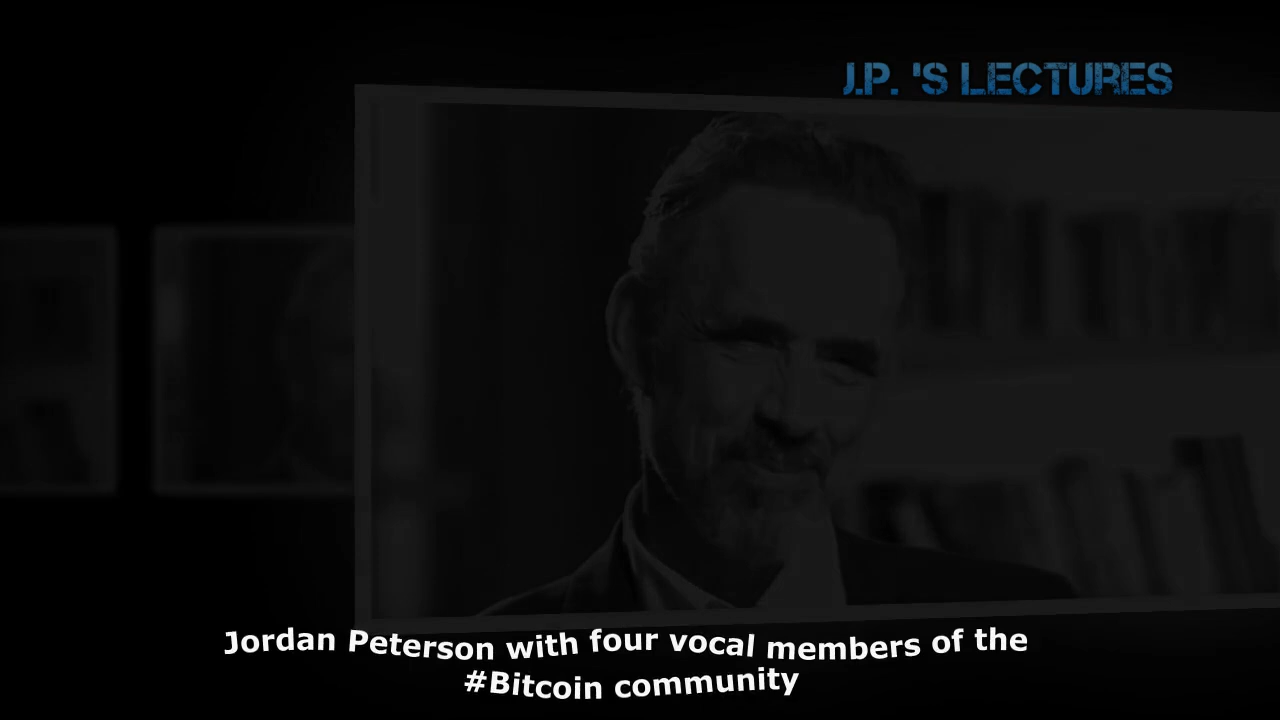 J.P. 'S LECTURES
Jordan Peterson with four vocal members of the
#Bitcoin community